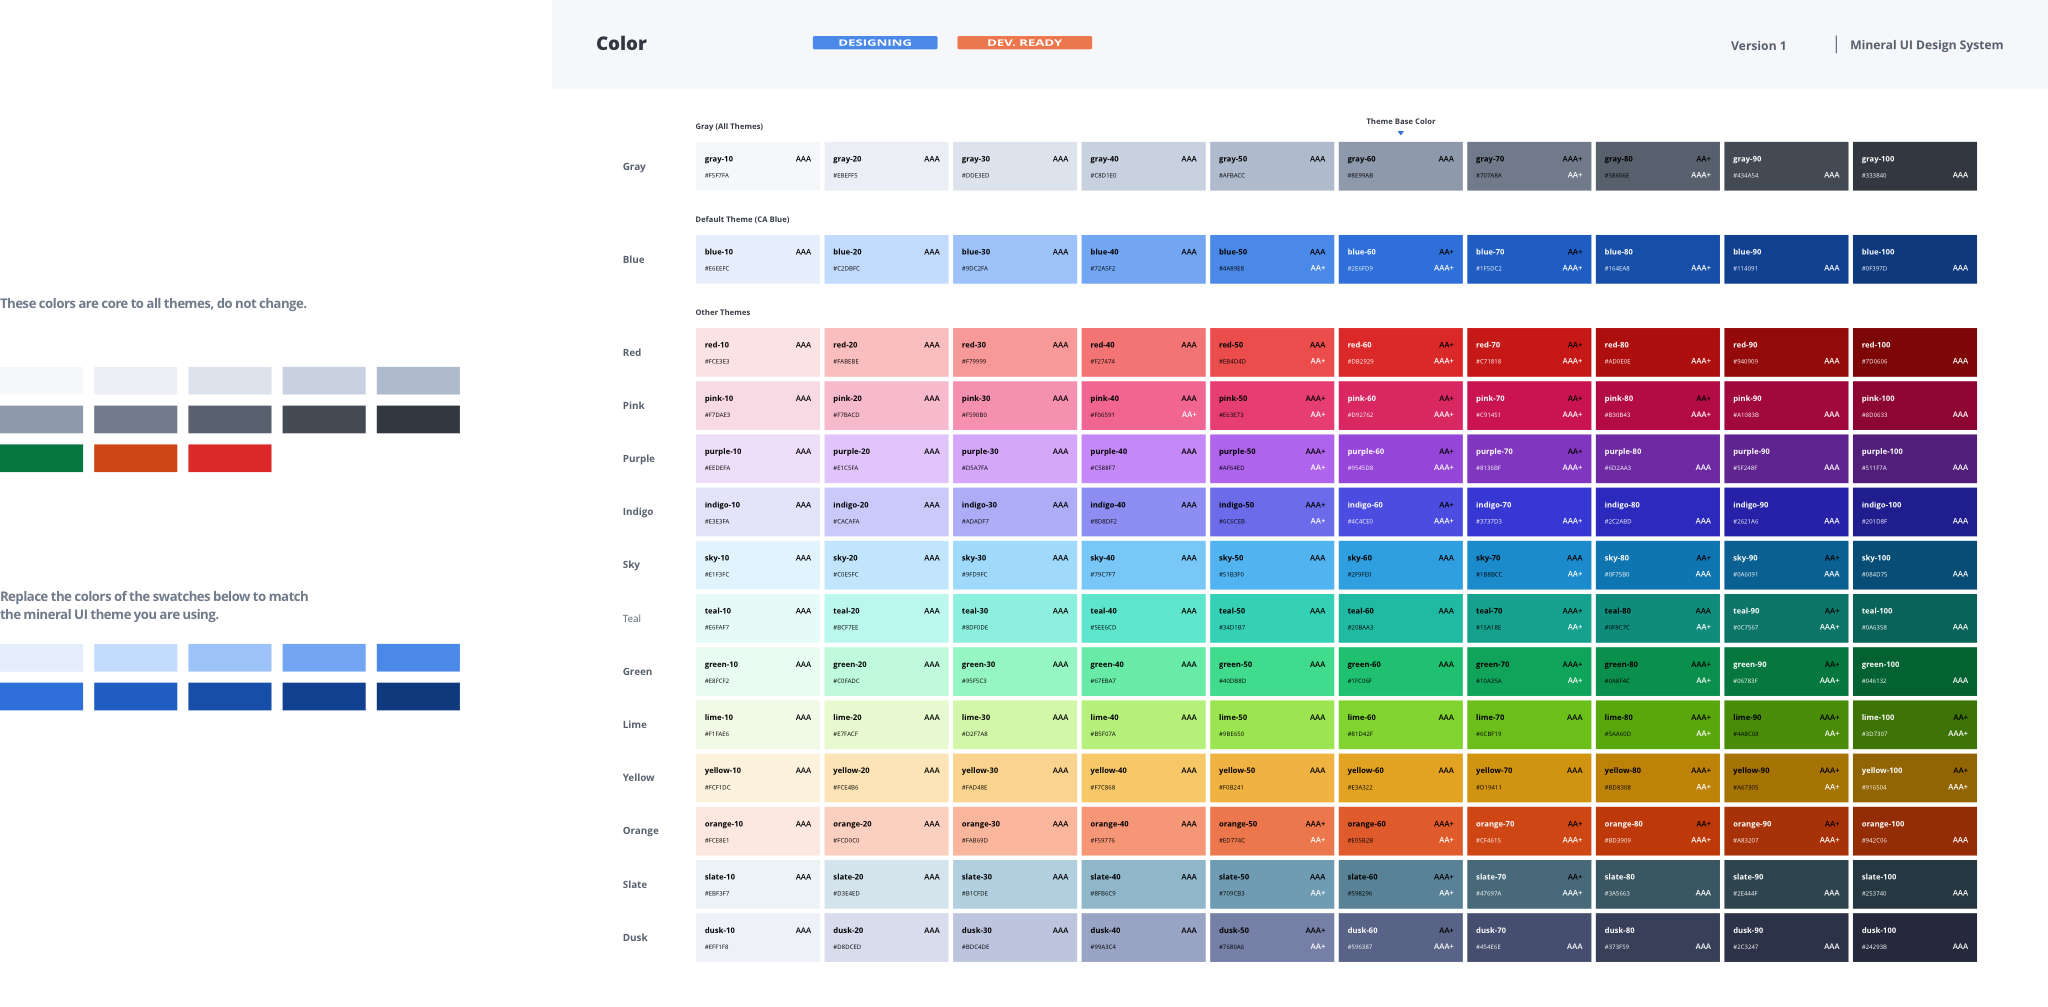 Color
DESIGNING
DEV. READY
Version 1
Mineral UI Design System
These colors are core to all themes, do not change.
Replace the colors of the swatches below to match
the mineral UI theme you are using.
Gray (All Themes)
Theme Base Color
Gray
gray-10 AAA gray-20 AAA gray-30 AAA gray-40 AAA gray-50 AAA gray-60 AAA gray-70 AAA+ gray-80 AA+ gray-90 gray-100
#F5F7FA #EBEFF5 #DDE3ED #C8D1E0 #AFBACC #8E99AB #707A8A AA+ #58606E AAA+ #434A54 AAA #333840 AAA
Default Theme (CA Blue)
Blue
blue-10 AAA blue-20 AAA blue-30 AAA blue-40 AAA blue-50 AAA blue-60 AA+ blue-70 AA+ blue-80 blue-90 blue-100
#E6EEFC #C2DBFC #9DC2FA #72A5F2 #4A89E8 AA+ #2E6FD9 AAA+ #1F5DC2 AAA+ #164EA8 AAA+ #114091 AAA #0F397D AAA
Other Themes
Red
red-10 AAA red-20 AAA red-30 AAA red-40 AAA red-50 AAA red-60 AA+ red-70 AA+ red-80 red-90 red-100
#FCE3E3 #FABEBE #F79999 #F27474 #EB4D4D AA+ #DB2929 AAA+ #C71818 AAA+ #AD0E0E AAA+ #940909 AAA #7D0606 AAA
Pink
pink-10 AAA pink-20 AAA pink-30 AAA pink-40 AAA pink-50 AAA+ pink-60 AA+ pink-70 AA+ pink-80 AA+ pink-90 pink-100
#F7DAE3 #F7BACD #F590B0 #F06591 AA+ #E63E73 AA+ #D92762 AAA+ #C91451 AAA+ #B30B43 AAA+ #A1083B AAA #8D0633 AAA
Purple
purple-10 AAA purple-20 AAA purple-30 AAA purple-40 AAA purple-50 AAA+ purple-60 AA+ purple-70 AA+ purple-80 purple-90 purple-100
#EEDEFA #E1C5FA #D5A7FA #C588F7 #AF64ED AA+ #9545D8 AAA+ #8136BF AAA+ #6D2AA3 AAA #5F248F AAA #511F7A AAA
Indigo
indigo-10 AAA indigo-20 AAA indigo-30 AAA indigo-40 AAA indigo-50 AAA+ indigo-60 AA+ indigo-70 indigo-80 indigo-90 indigo-100
#E3E3FA #CACAFA #ADADF7 #8D8DF2 #6C6CEB AA+ #4C4CE0 AAA+ #3737D3 AAA+ #2C2ABD AAA #2621A6 AAA #201D8F AAA
Sky
sky-10 AAA sky-20 AAA sky-30 AAA sky-40 AAA sky-50 AAA sky-60 AAA sky-70 AAA sky-80 AA+ sky-90 AA+ sky-100
#E1F3FC #C0E5FC #9FD9FC #79C7F7 #51B3F0 #2F9FE0 #1B8BCC AA+ #0F75B0 AAA #0A6091 AAA #084D75 AAA
Teal
teal-10 AAA teal-20 AAA teal-30 AAA teal-40 AAA teal-50 AAA teal-60 AAA teal-70 AAA+ teal-80 AAA teal-90 AA+ teal-100
#E6FAF7 #BCF7EE #8DF0DE #5EE6CD #34D1B7 #20BAA3 #15A18E AA+ #0F8C7C AA+ #0C7567 AAA+ #0A6358 AAA
Green
green-10 AAA green-20 AAA green-30 AAA green-40 AAA green-50 AAA green-60 AAA green-70 AAA+ green-80 AAA+ green-90 AA+ green-100
#E8FCF2 #C0FADC #95F5C3 #67EBA7 #40DB8D #1FC06F #10A35A AA+ #0A8F4C AA+ #06783F AAA+ #046132 AAA
Lime
lime-10 AAA lime-20 AAA lime-30 AAA lime-40 AAA lime-50 AAA lime-60 AAA lime-70 AAA lime-80 AAA+ lime-90 AAA+ lime-100 AA+
#F1FAE6 #E7FACF #D2F7A8 #B5F07A #9BE650 #81D42F #6CBF19 #5AA60D AA+ #4A8C08 AA+ #3D7307 AAA+
Yellow
yellow-10 AAA yellow-20 AAA yellow-30 AAA yellow-40 AAA yellow-50 AAA yellow-60 AAA yellow-70 AAA yellow-80 AAA+ yellow-90 AAA+ yellow-100 AA+
#FCF1DC #FCE4B6 #FAD48E #F7C868 #F0B241 #E3A322 #D19411 #BD8308 AA+ #A67305 AA+ #916504 AAA+
Orange
orange-10 AAA orange-20 AAA orange-30 AAA orange-40 AAA orange-50 AAA+ orange-60 AAA+ orange-70 AA+ orange-80 AA+ orange-90 AA+ orange-100
#FCE8E1 #FCD0C0 #FAB69D #F59776 #ED774C AA+ #E05B2B AA+ #CF4615 AAA+ #BD3909 AAA+ #A83207 AAA+ #942C06 AAA
Slate
slate-10 AAA slate-20 AAA slate-30 AAA slate-40 AAA slate-50 AAA slate-60 AAA+ slate-70 AA+ slate-80 slate-90 slate-100
#EBF3F7 #D3E4ED #B1CFDE #8FB6C9 #709CB3 AA+ #598296 AA+ #47697A AAA+ #3A5663 AAA #2E444F AAA #253740 AAA
Dusk
dusk-10 AAA dusk-20 AAA dusk-30 AAA dusk-40 AAA dusk-50 AAA+ dusk-60 AA+ dusk-70 dusk-80 dusk-90 dusk-100
#EFF1F8 #D8DCED #BDC4DE #99A3C4 #7680A6 AA+ #596387 AAA+ #454E6E AAA #373F59 AAA #2C3247 AAA #24293B AAA